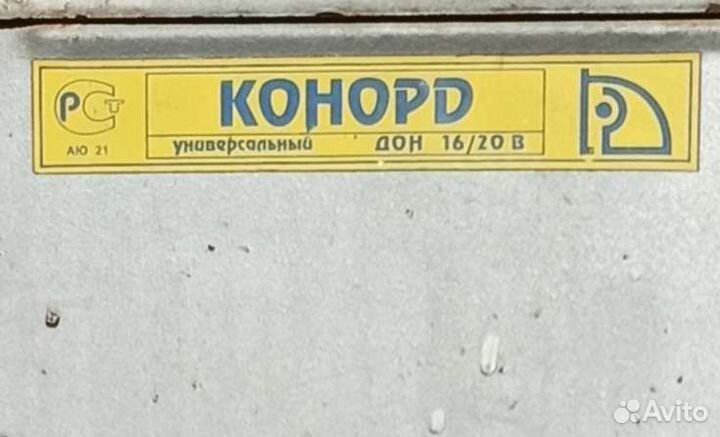 РСТ
АЮ 21
КОНОРD
универсальный ДОН 16/20 В
Avito